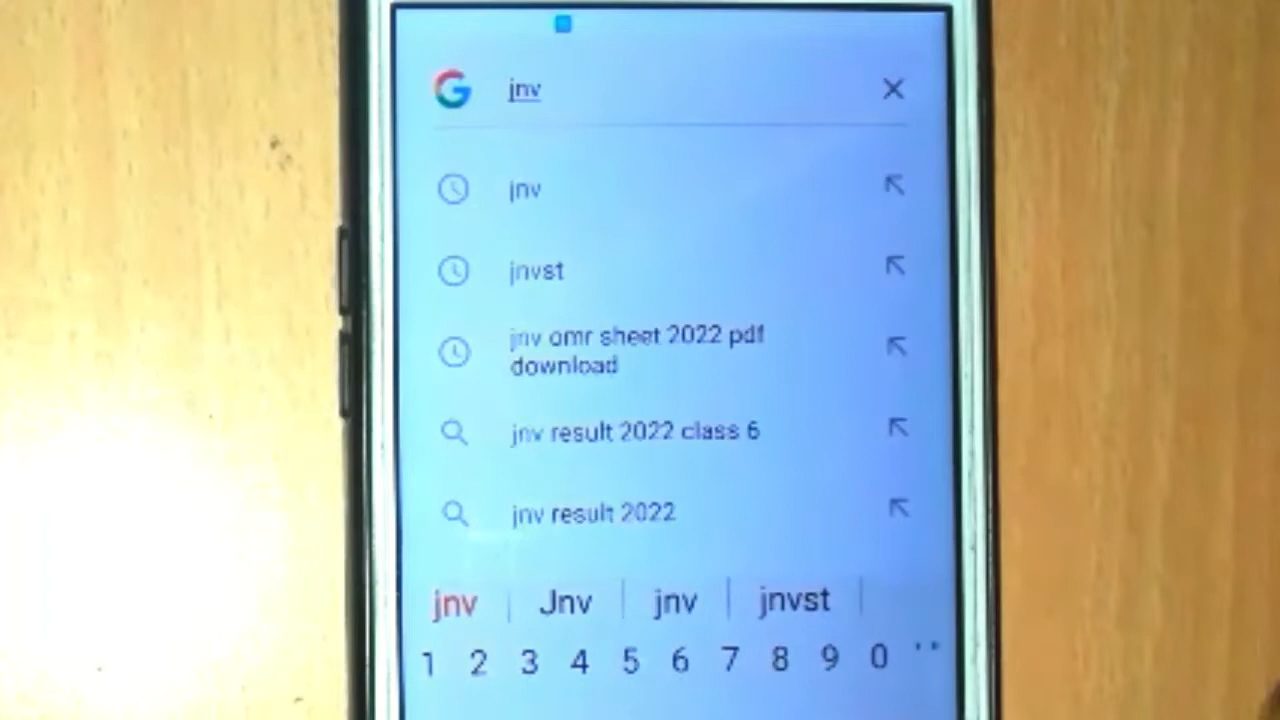 jnv
jnv
jnvst
jnv omr sheet 2022 pdf
download
jnv result 2022 class 6
jnv result 2022
jnv Jnv jnv jnvst
1 2 3 4 5 6 7 8 9 0